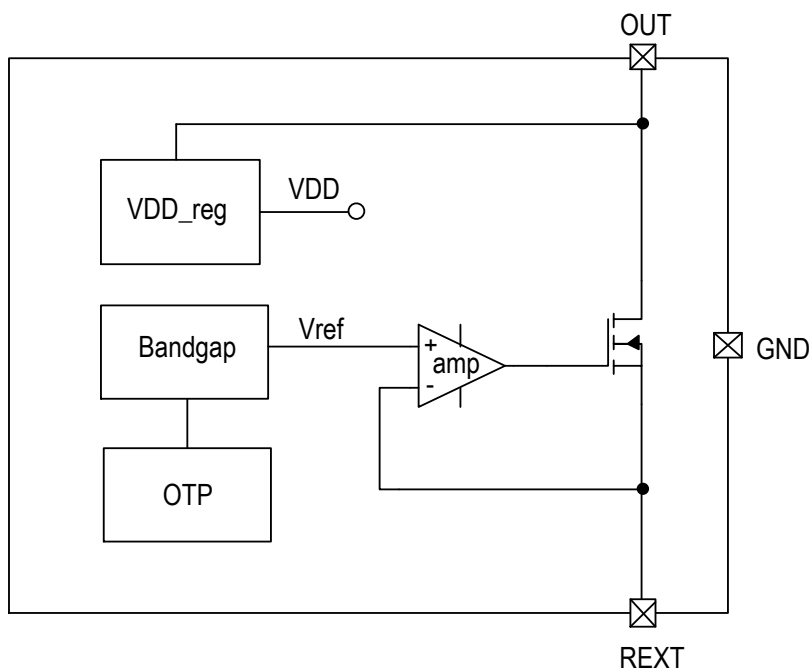 OUT
VDD_reg
VDD
Bandgap
Vref
+
amp
-
GND
OTP
REXT